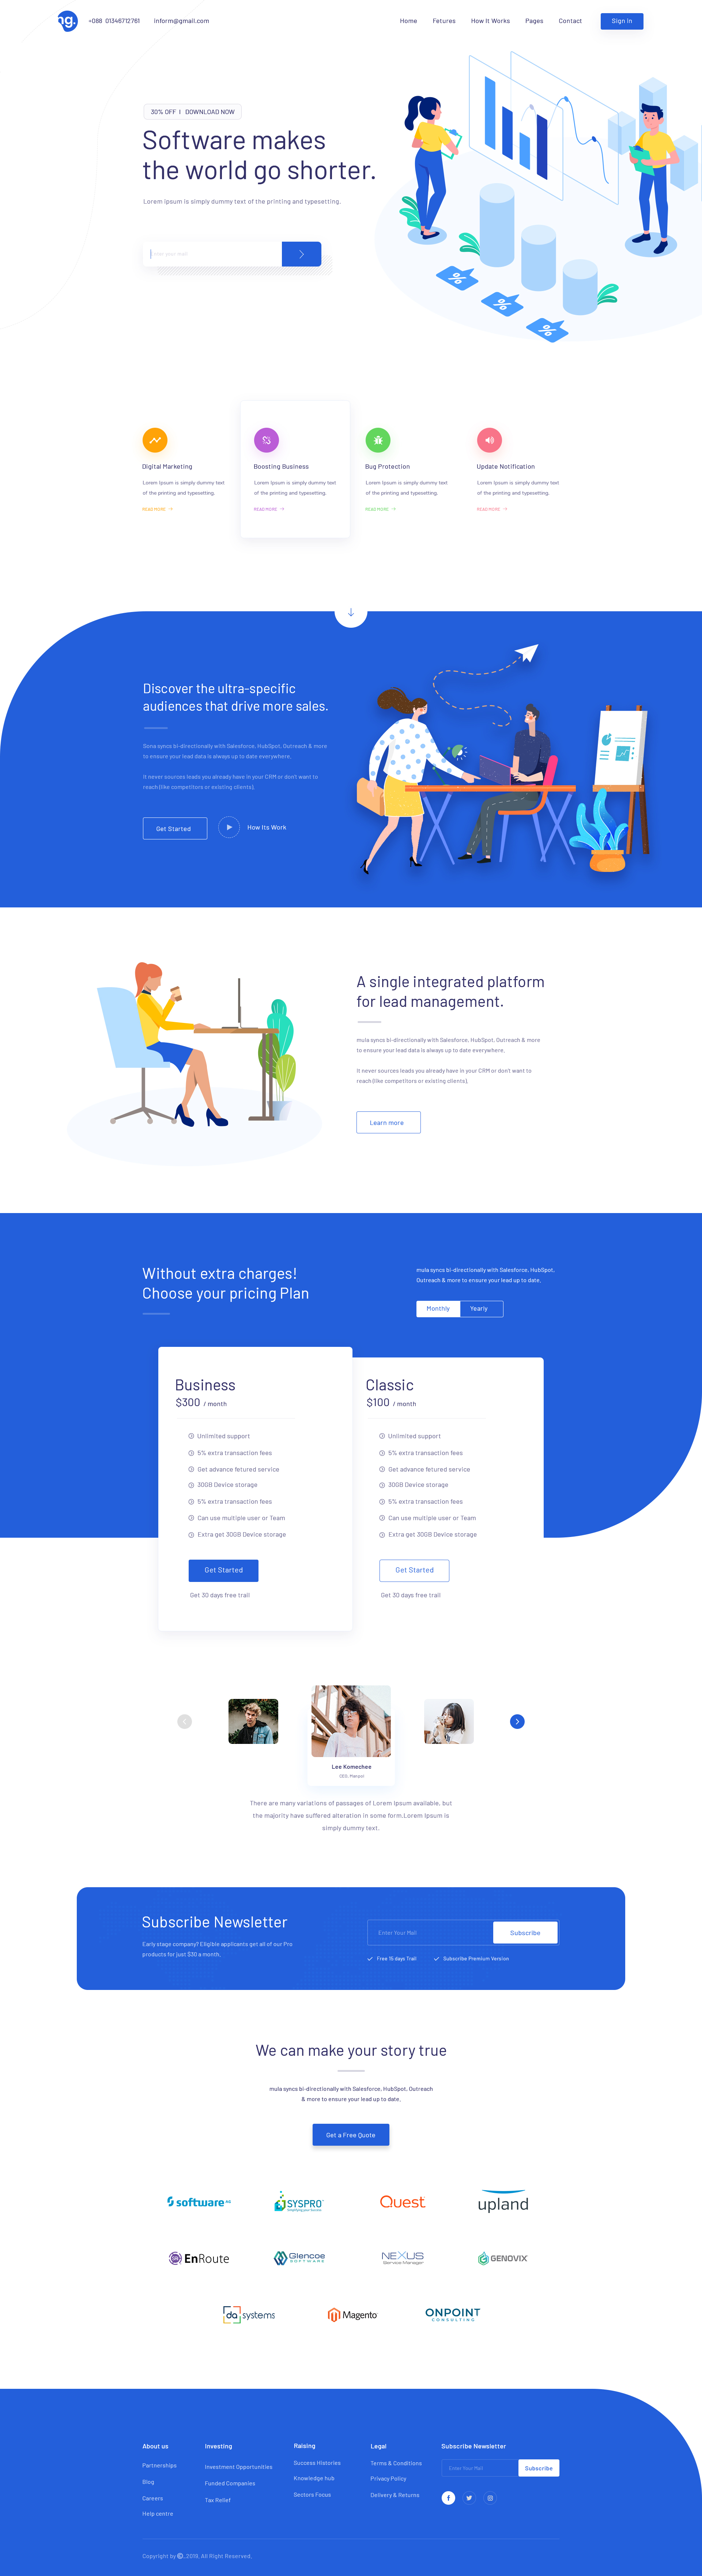 ng.
+088 01346712761
inform@gmail.com
Home
Fetures
How It Works
Pages
Contact
Sign In
30% OFF | DOWNLOAD NOW
Software makes
the world go shorter.
Lorem Ipsum is simply dummy text of the printing and typesetting.
Enter your mail
Digital Marketing
Lorem Ipsum is simply dummy text
of the printing and typesetting.
READ MORE
Boosting Business
Lorem Ipsum is simply dummy text
of the printing and typesetting.
READ MORE
Bug Protection
Lorem Ipsum is simply dummy text
of the printing and typesetting.
READ MORE
Update Notification
Lorem Ipsum is simply dummy text
of the printing and typesetting.
READ MORE
Discover the ultra-specific
audiences that drive more sales.
Sona syncs bi-directionally with Salesforce, HubSpot, Outreach & more
to ensure your lead data is always up to date everywhere.
It never sources leads you already have in your CRM or don't want to
reach (like competitors or existing clients).
Get Started
How Its Work
A single integrated platform
for lead management.
mula syncs bi-directionally with Salesforce, HubSpot, Outreach & more
to ensure your lead data is always up to date everywhere.
It never sources leads you already have in your CRM or don't want to
reach (like competitors or existing clients).
Learn more
Without extra charges!
Choose your pricing Plan
mula syncs bi-directionally with Salesforce, HubSpot,
Outreach & more to ensure your lead up to date.
Monthly
Yearly
Business
$300 / month
Unlimited support
5% extra transaction fees
Get advance fetured service
30GB Device storage
5% extra transaction fees
Can use multiple user or Team
Extra get 30GB Device storage
Get Started
Get 30 days free trail
Classic
$100 / month
Unlimited support
5% extra transaction fees
Get advance fetured service
30GB Device storage
5% extra transaction fees
Can use multiple user or Team
Extra get 30GB Device storage
Get Started
Get 30 days free trail
Lee Komechee
CEO,
There are many variations of passages of Lorem Ipsum available, but
the majority have suffered alteration in some form,Lorem Ipsum is
simply dummy text.
Subscribe Newsletter
Early stage company? Eligible applicants get all of our Pro
products for just $30 a month.
Enter Your Mail
Subscribe
Free 15 days Trail
Subscribe Premium Version
We can make your story true
mula syncs bi-directionally with Salesforce, HubSpot, Outreach
& more to ensure your lead up to date.
Get a Free Quote
software AG
SYSPRO
Simplifying your Success
Quest
upland
EnRoute
Glencoe
SOFTWARE
NEXUS
Service Manager
GENOVIX
da systems
Magento
ONPOINT
CONSULTING
About us
Partnerships
Blog
Careers
Help centre
Investing
Investment Opportunities
Funded Companies
Tax Relief
Raising
Success Histories
Knowledge hub
Sectors Focus
Legal
Terms & Conditions
Privacy Policy
Delivery & Returns
Subscribe Newsletter
Enter Your Mail
Subscribe
Copyright by ©,2019, All Right Reserved.